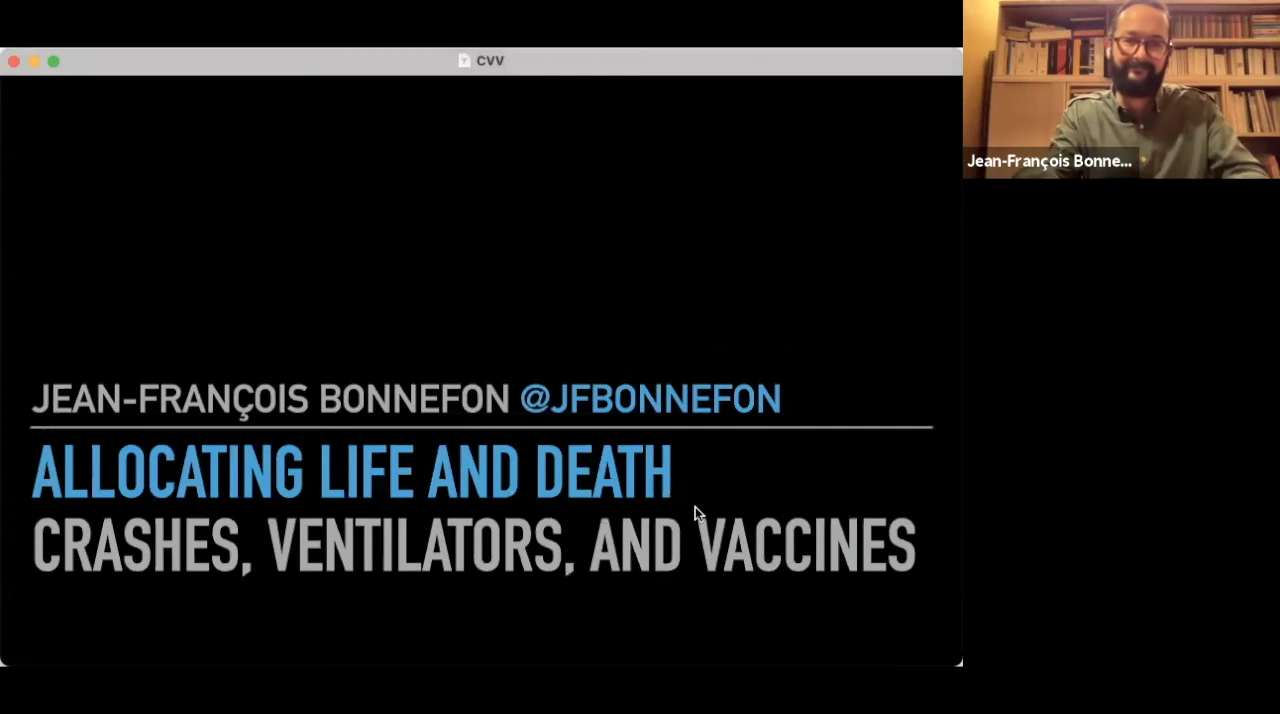 CVV
Jean-François Bonne...
JEAN-FRANÇOIS BONNEFON @JFBONNEFON
ALLOCATING LIFE AND DEATH
CRASHES, VENTILATORS, AND VACCINES